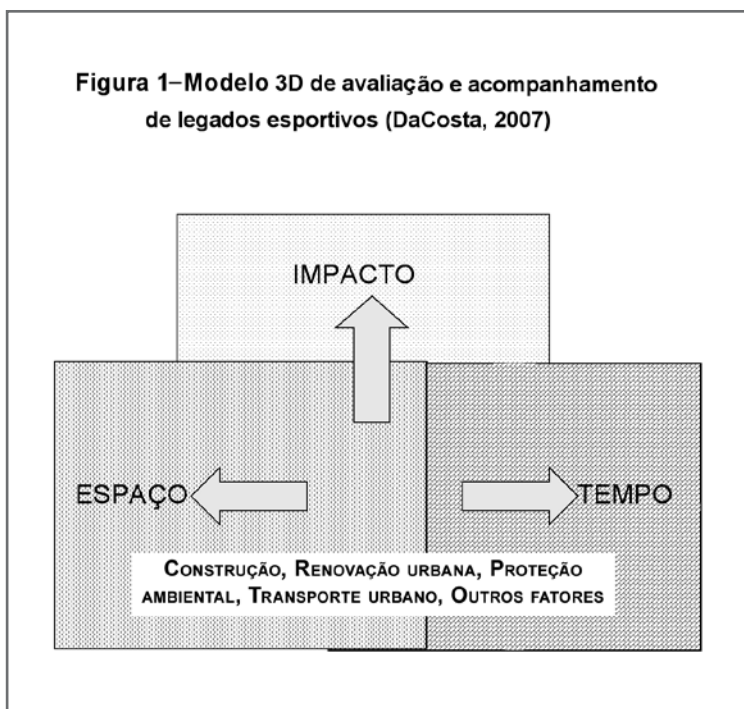 Figura 1–Modelo 3D de avaliação e acompanhamento
de legados esportivos (DaCosta, 2007)
IMPACTO
ESPAÇO
TEMPO
CONSTRUÇÃO, RENOVAÇÃO URBANA, PROTEÇÃO
AMBIENTAL, TRANSPORTE URBANO, OUTROS FATORES